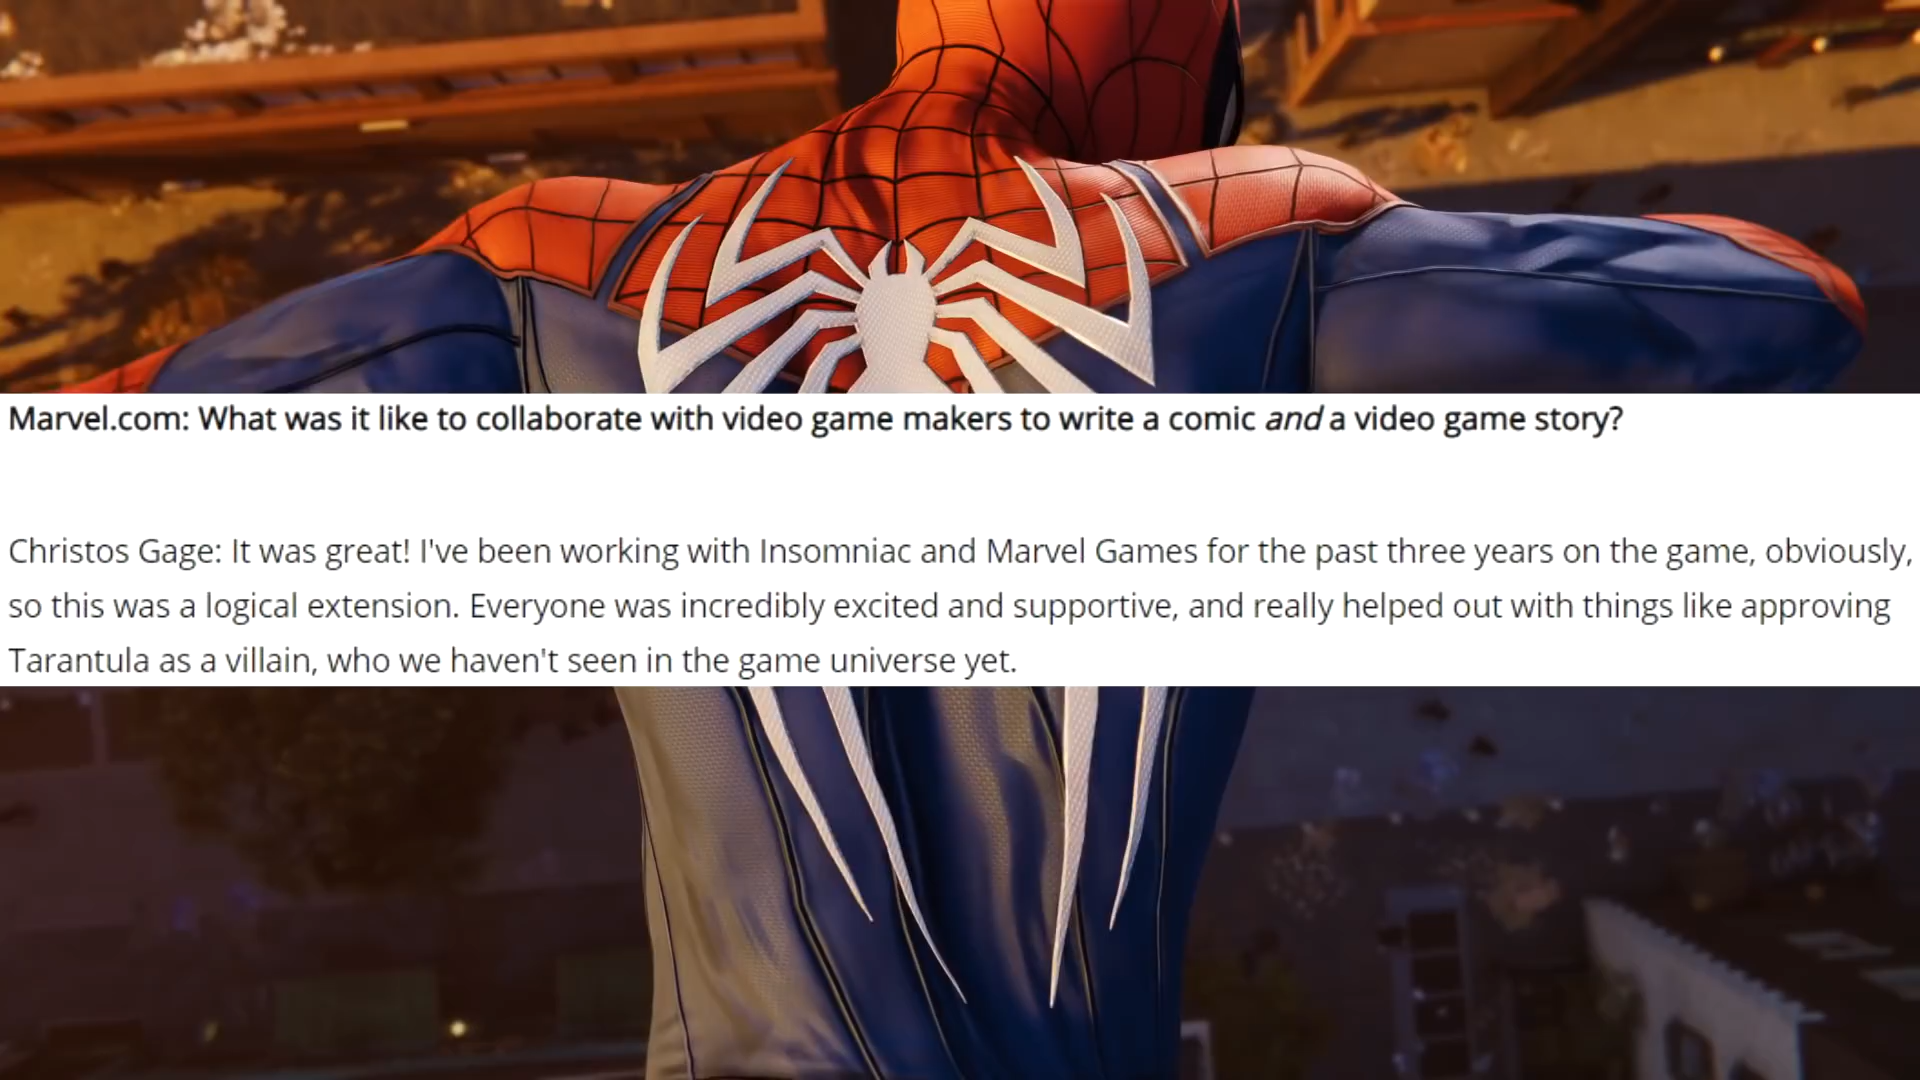 Marvel.com: What was it like to collaborate with video game makers to write a comic and a video game story?
Christos Gage: It was great! I've been working with Insomniac and Marvel Games for the past three years on the game, obviously,
so this was a logical extension. Everyone was incredibly excited and supportive, and really helped out with things like approving
Tarantula as a villain, who we haven't seen in the game universe yet.